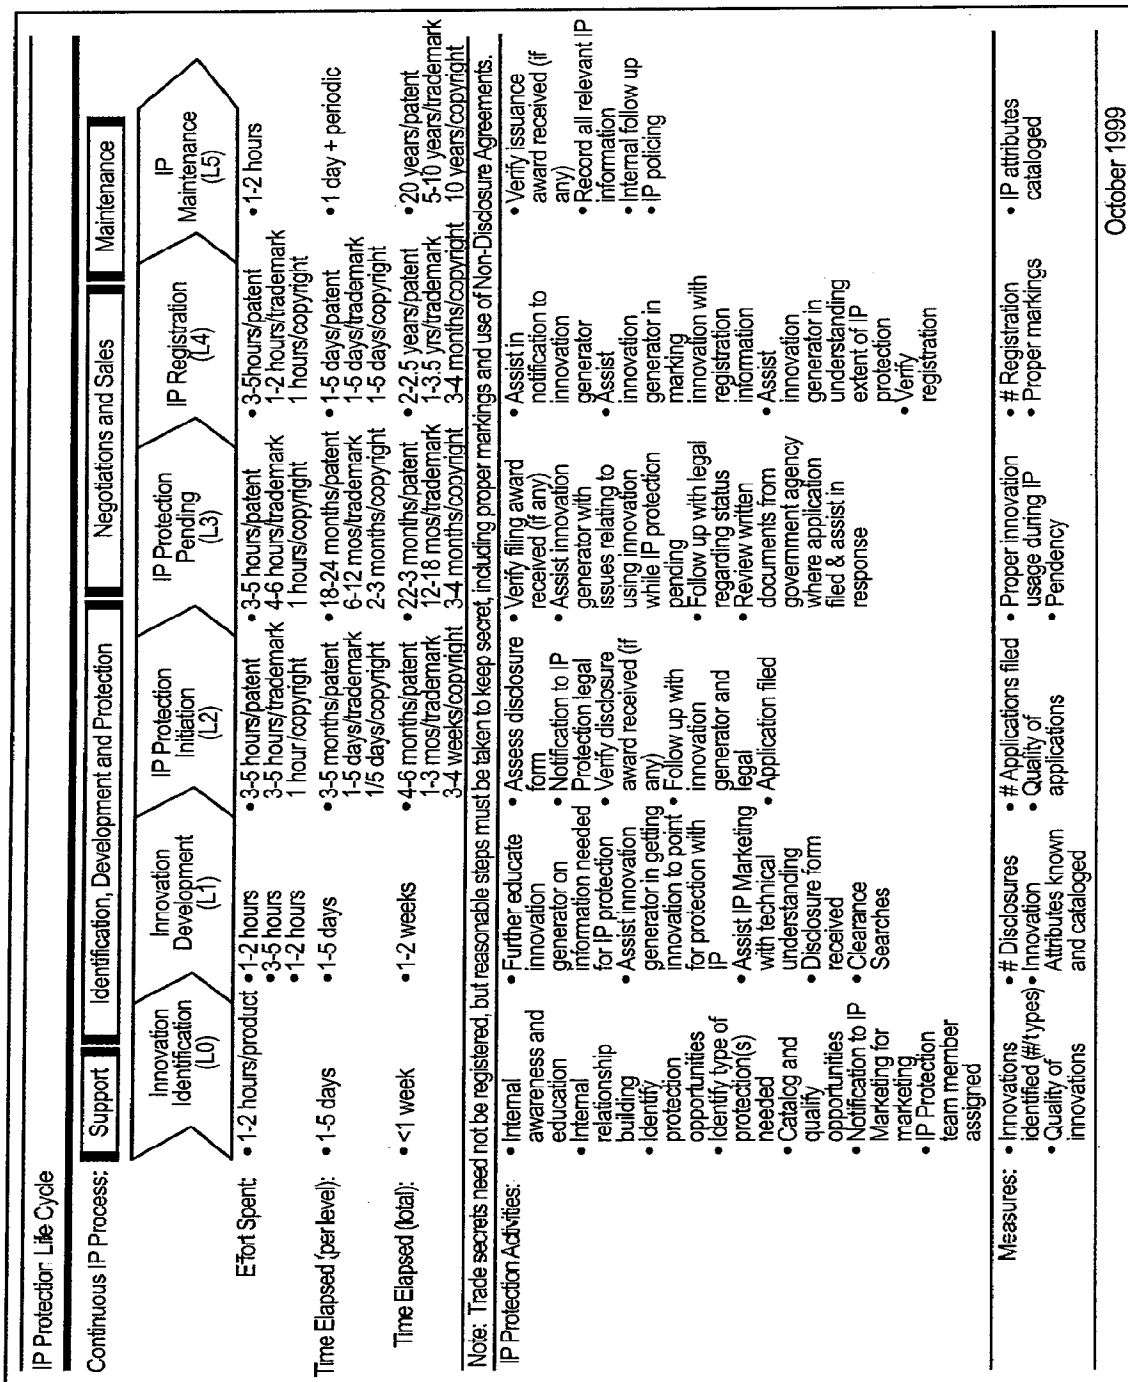 IP Protection Life Cycle
Continuous IP Process:
Support
Identification, Development and Protection
Negotiations and Sales
Maintenance
Innovation
Identification
(L0)
Innovation
Development
(L1)
IP Protection
Initiation
(L2)
IP Protection
Pending
(L3)
IP Registration
(L4)
IP
Maintenance
(L5)
Effort Spent:
• 1-2 hours/product
• 1-2 hours
• 3-5 hours
• 1-2 hours
• 3-5 hours/patent
3-5 hours/trademark
1 hour/copyright
• 3-5 hours/patent
4-6 hours/trademark
1 hours/copyright
• 3-5hours/patent
1-2 hours/trademark
1 hours/copyright
• 1-2 hours
Time Elapsed (per level):
• 1-5 days
• 1-5 days
• 3-5 months/patent
1-5 days/trademark
1/5 days/copyright
• 18-24 months/patent
6-12 mos/trademark
2-3 months/copyright
• 1-5 days/patent
1-5 days/trademark
1-5 days/copyright
• 1 day + periodic
Time Elapsed (total):
• <1 week
• 1-2 weeks
• 4-6 months/patent
1-3 mos/trademark
3-4 weeks/copyright
• 22-3 months/patent
12-18 mos/trademark
3-4 months/copyright
• 2-2.5 years/patent
1-3.5 yrs/trademark
3-4 months/copyright
• 20 years/patent
5-10 years/trademark
10 years/copyright
Note: Trade secrets need not be registered, but reasonable steps must be taken to keep secret, including proper markings and use of Non-Disclosure Agreements.
IP Protection Activities:
• Internal
awareness and
education
• Internal
relationship
building
• Identify
protection
opportunities
• Identify type of
protection(s)
needed
• Catalog and
qualify
opportunities
• Notification to IP
Marketing for
marketing
• IP Protection
team member
assigned
• Further educate
innovation
generator on
information needed
for IP protection
• Assist innovation
generator in getting
innovation to point
for protection with
IP
• Assist IP Marketing
with technical
understanding
• Disclosure form
received
• Clearance
Searches
• Assess disclosure
form
• Notification to IP
Protection legal
• Verify disclosure
award received (if
any)
• Follow up with
innovation
generator and
legal
• Application filed
• Verify filing award
received (if any)
• Assist innovation
generator with
issues relating to
using innovation
while IP protection
pending
• Follow up with legal
regarding status
• Review written
documents from
government agency
where application
filed & assist in
response
• Assist in
notification to
innovation
generator
• Assist
innovation
generator in
marking
innovation with
registration
information
• Assist
innovation
generator in
understanding
extent of IP
protection
• Verify
registration
• Verify issuance
award received (if
any)
• Record all relevant IP
information
• Internal follow up
• IP policing
Measures:
• Innovations
identified (#/types)
• Quality of
innovations
• # Disclosures
• Innovation
Attributes known
and cataloged
• #Applications filed
• Quality of
applications
• Proper innovation
usage during IP
• Pendency
• # Registration
• Proper markings
• IP attributes
cataloged
October 1999